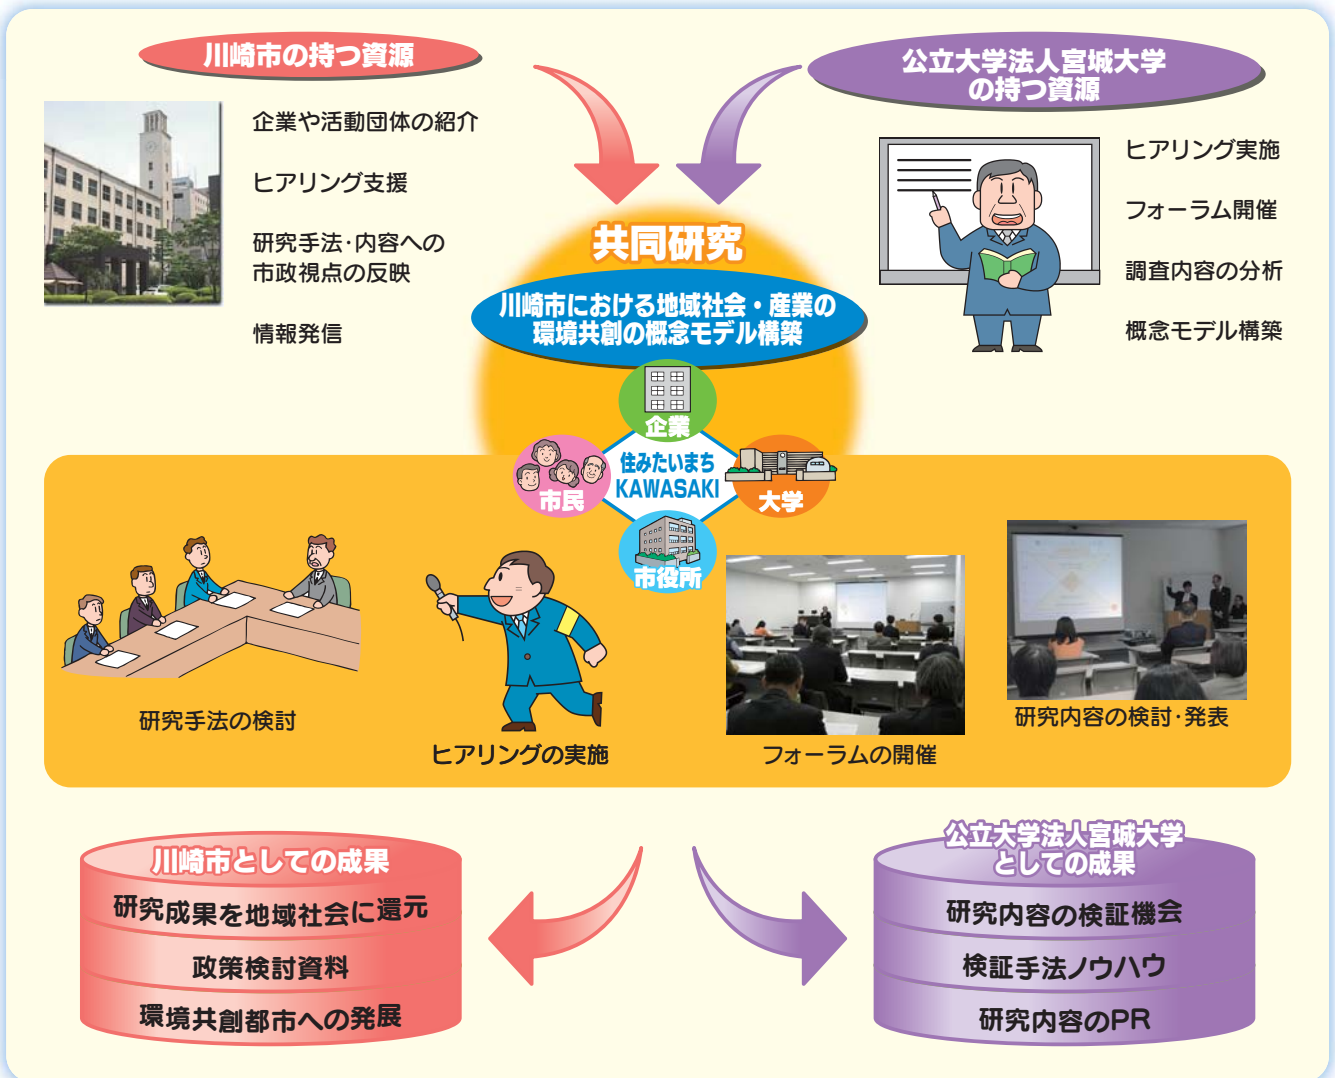 川崎市の持つ資源
企業や活動団体の紹介
ヒアリング支援
研究手法・内容への
市政視点の反映
情報発信
公立大学法人宮城大学
の持つ資源
ヒアリング実施
フォーラム開催
調査内容の分析
概念モデル構築
共同研究
川崎市における地域社会・産業の
環境共創の概念モデル構築
企業
市民
住みたいまち
KAWASAKI
大学
市役所
研究手法の検討
ヒアリングの実施
フォーラムの開催
研究内容の検討・発表
川崎市としての成果
研究成果を地域社会に還元
政策検討資料
環境共創都市への発展
公立大学法人宮城大学
としての成果
研究内容の検証機会
検証手法ノウハウ
研究内容のPR